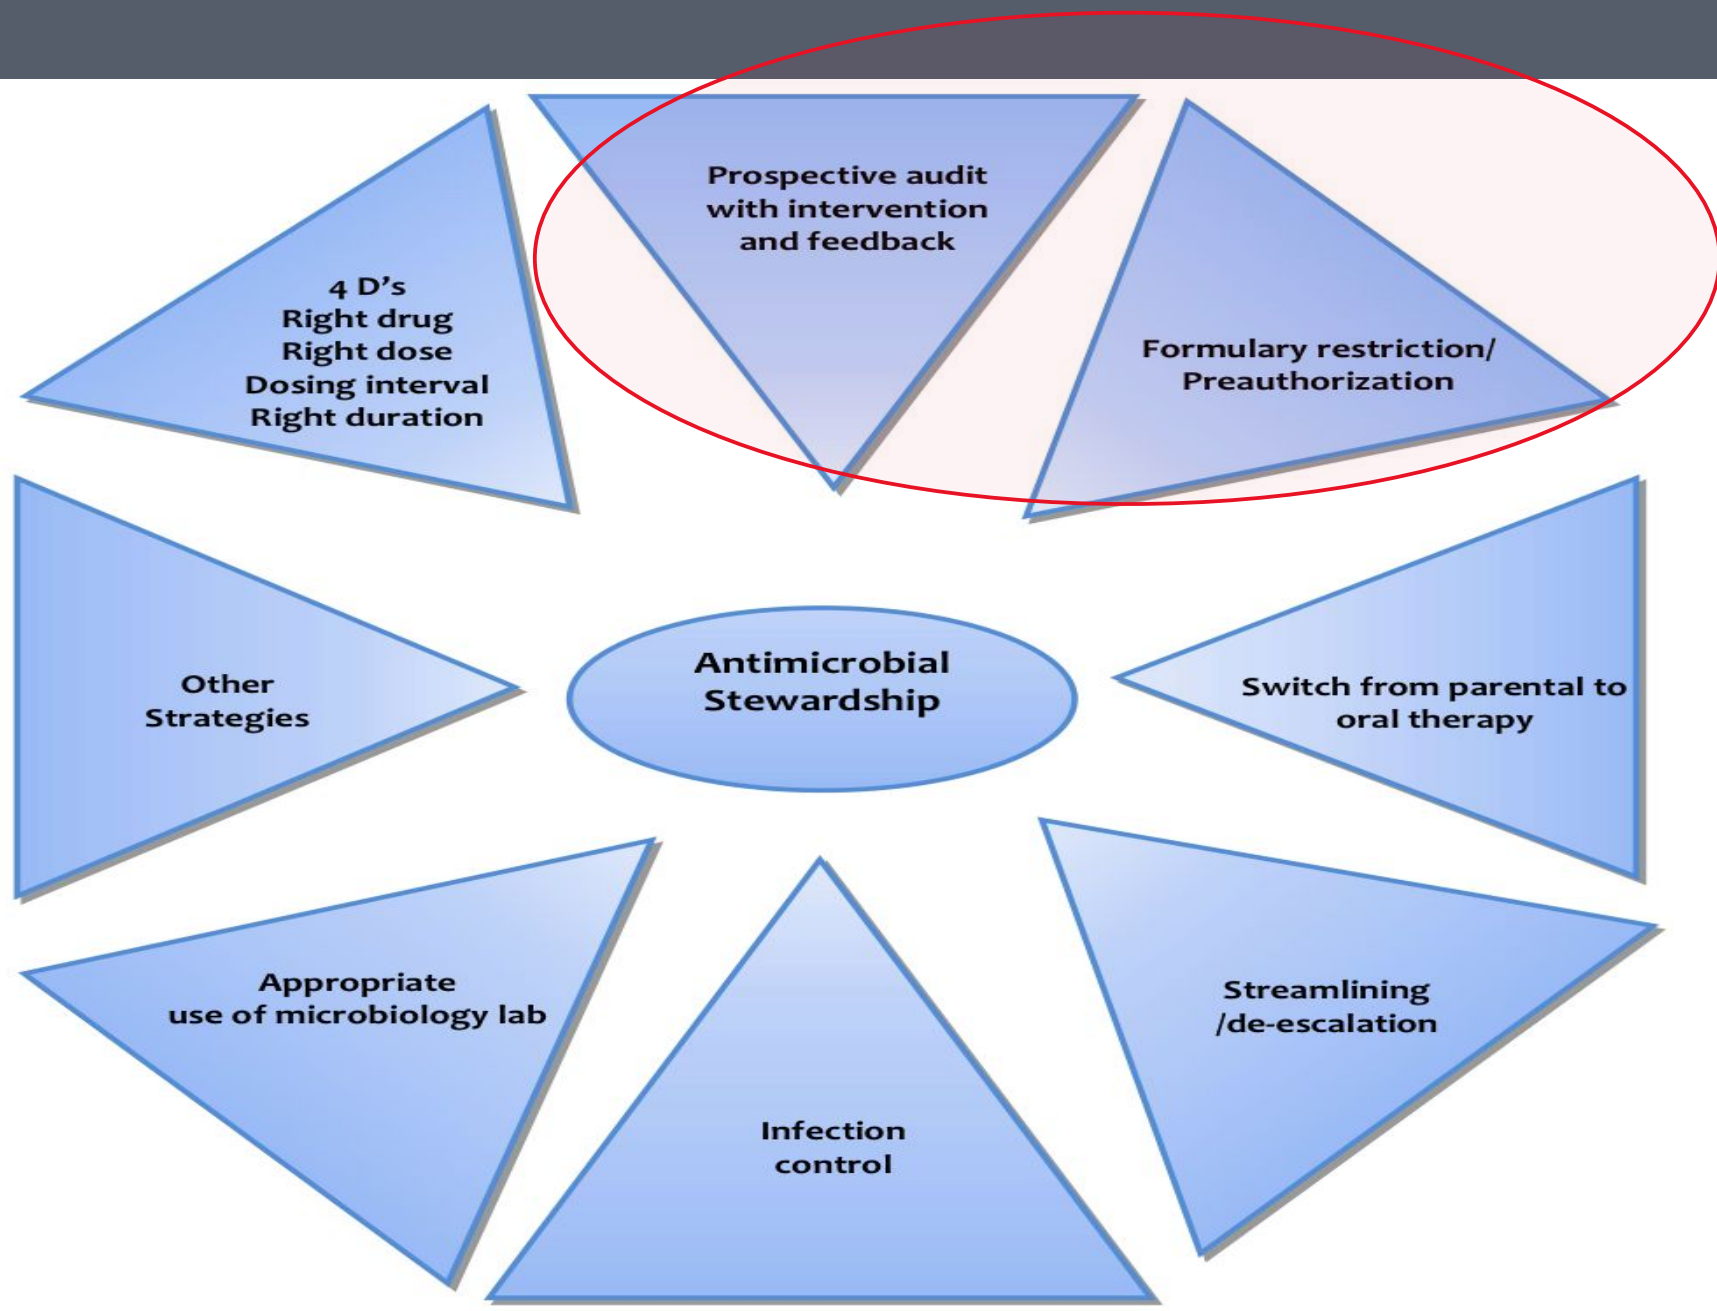 Prospective audit
with intervention
and feedback
4 D's
Right drug
Right dose
Dosing interval
Right duration
Formulary restriction/
Preauthorization
Other
Strategies
Antimicrobial
Stewardship
Switch from parental to
oral therapy
Appropriate
use of microbiology lab
Streamlining
/de-escalation
Infection
control